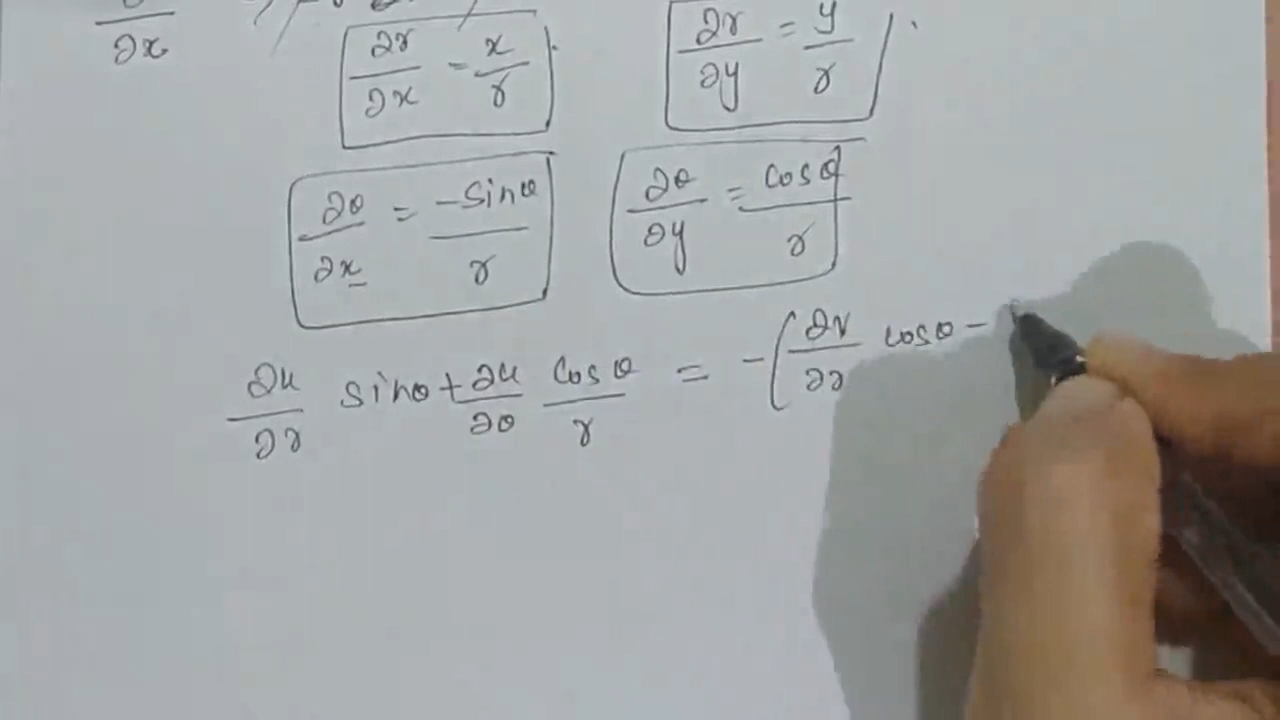 ∂x
∂r/∂x = x/r ∂r/∂y = y/r
∂θ/∂x = -sinθ/r ∂θ/∂y = cosθ/r
∂u/∂r sinθ + ∂u/∂θ cosθ/r = -(∂v/∂r cosθ -